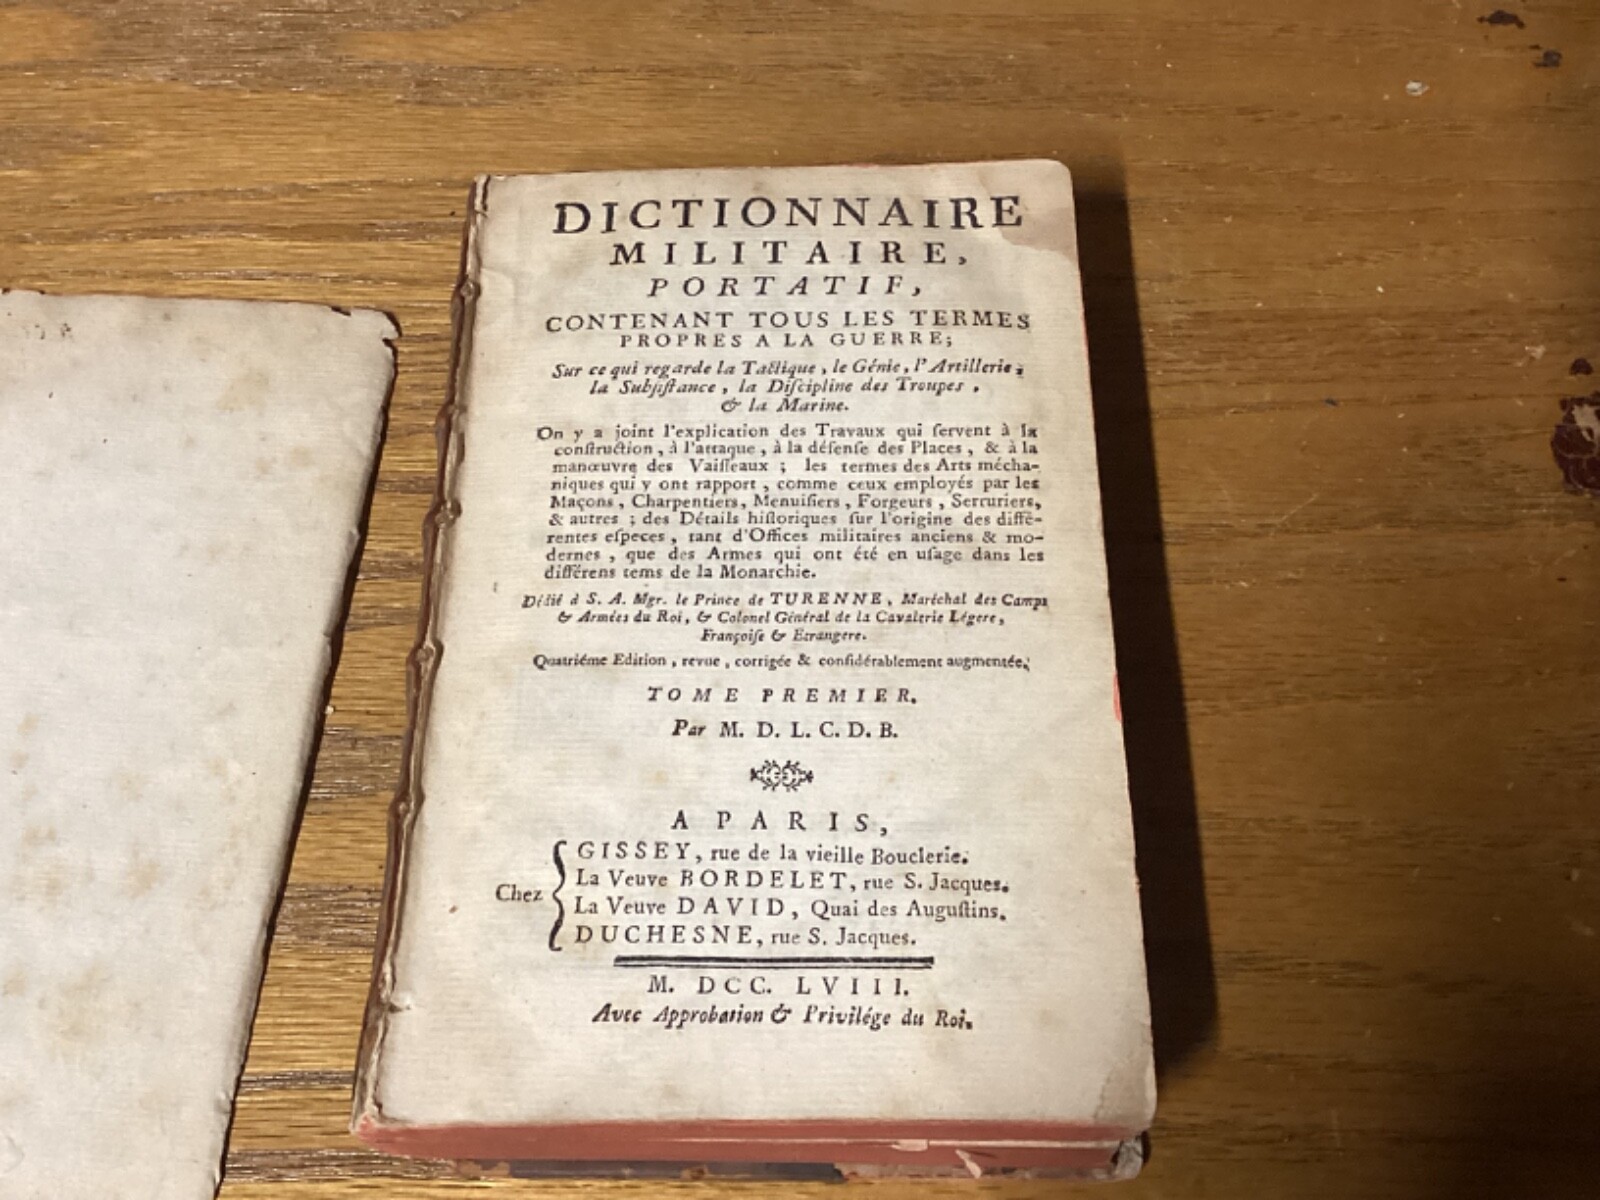 DICTIONNAIRE
MILITAIRE,
PORTATIF,
CONTENANT TOUS LES TERMES
PROPRES A LA GUERRE;
Sur ce qui regarde la Tactique, le Génie, l'Artillerie,
la Subſiſtance, la Diſcipline des Troupes,
& la Marine.
On y a joint l'explication des Travaux qui ſervent à la
conſtruction, à l'attaque, à la défenſe des Places, & à la
manœuvre des Vaiſſeaux; les termes des Arts mécha-
niques qui y ont rapport, comme ceux employés par les
Maçons, Charpentiers, Menuiſiers, Forgeurs, Serruriers,
& autres; des Détails hiſtoriques ſur l'origine des diffé-
rentes eſpeces, tant d'Offices militaires anciens & mo-
dernes, que des Armes qui ont été en uſage dans les
différens tems de la Monarchie.
Dédié à S. A. Mgr. le Prince de TURENNE, Maréchal des Camps
& Armées du Roi, & Colonel Général de la Cavalerie Légere,
Françoiſe & Etrangere.
Quatriéme Edition, revue, corrigée & conſidérablement augmentée.
TOME PREMIER.
Par M. D. L. C. D. B.
A PARIS,
Chez
GISSEY, rue de la vieille Bouclerie.
La Veuve BORDELET, rue S. Jacques.
La Veuve DAVID, Quai des Auguſtins.
DUCHESNE, rue S. Jacques.
M. DCC. LVIII.
Avec Approbation & Privilége du Roi.